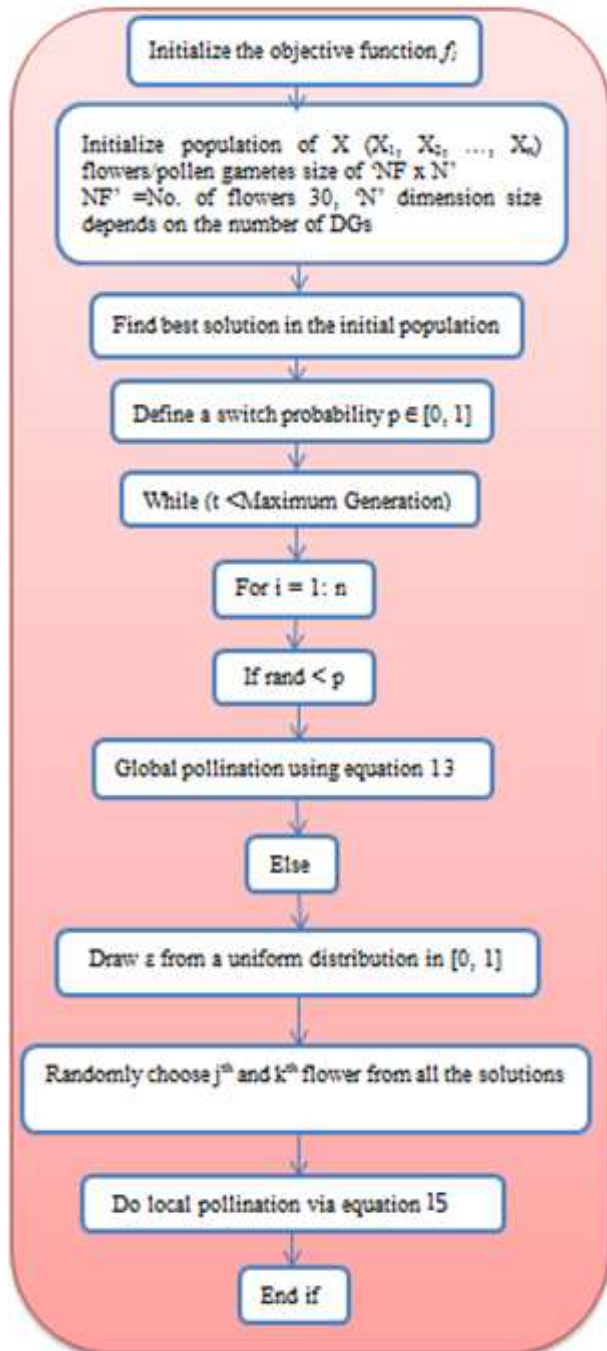 Initialize the objective function fi
Initialize population of X (X1, X2, …, Xn)
flowers/pollen gametes size of ‘NF x N’
NF’ =No. of flowers 30, ‘N’ dimension size
depends on the number of DGs
Find best solution in the initial population
Define a switch probability p ∈ [0, 1]
While (t <Maximum Generation)
For i = 1: n
If rand < p
Global pollination using equation 13
Else
Draw ε from a uniform distribution in [0, 1]
Randomly choose jth and kth flower from all the solutions
Do local pollination via equation 15
End if